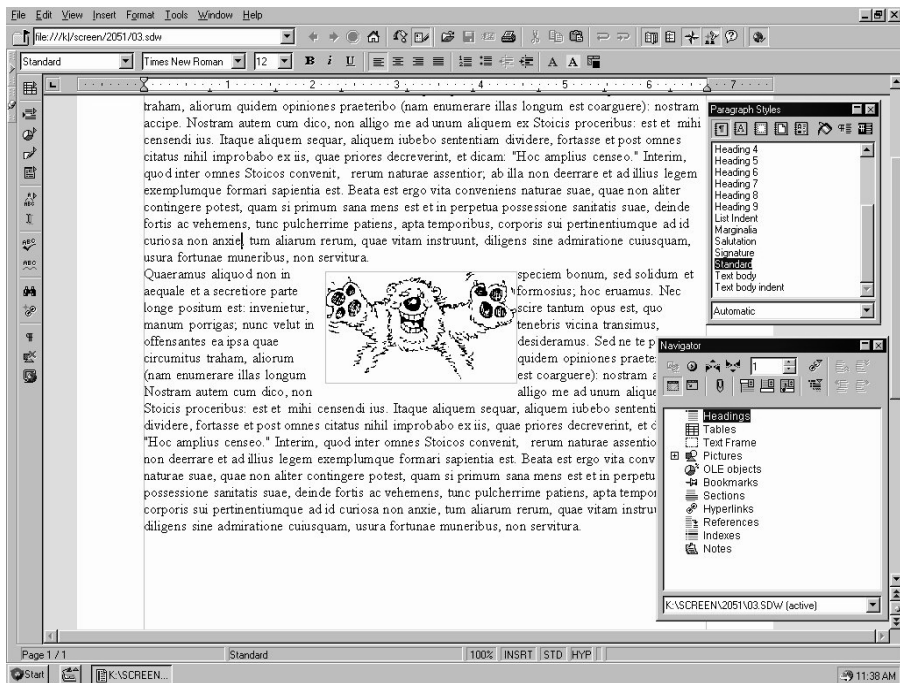 File Edit View Insert Format Tools Window Help
file:///k|/screen/2051/03.sdw
Standard Times New Roman 12 B i U A A
1 2 3 4 5 6 7
traham, aliorum quidem opiniones praeteribo (nam enumerare illas longum est coarguere): nostram
accipe. Nostram autem cum dico, non alligo me ad unum aliquem ex Stoicis proceribus: est et mihi
censendi ius. Itaque aliquem sequar, aliquem iubebo sententiam dividere, fortasse et post omnes
citatus nihil improbabo ex iis, quae priores decreverint, et dicam: "Hoc amplius censeo." Interim,
quod inter omnes Stoicos convenit, rerum naturae assentior; ab illa non deerrare et ad illius legem
exemplumque formari sapientia est. Beata est ergo vita conveniens naturae suae, quae non aliter
contingere potest, quam si primum sana mens est et in perpetua possessione sanitatis suae, deinde
fortis ac vehemens, tunc pulcherrime patiens, apta temporibus, corporis sui pertinentiumque ad id
curiosa non anxie, tum aliarum rerum, quae vitam instruunt, diligens sine admiratione cuiusquam,
usura fortunae muneribus, non servitura.
Quaeramus aliquod non in speciem bonum, sed solidum et
aequale et a secretiore parte formosius; hoc eruamus. Nec
longe positum est: invenietur, scire tantum opus est, quo
manum porrigas; nunc velut in tenebris vicina transimus,
offensantes ea ipsa quae desideramus. Sed ne te p
circumitus traham, aliorum quidem opiniones praete
(nam enumerare illas longum est coarguere): nostram a
Nostram autem cum dico, non alligo me ad unum alique
Stoicis proceribus: est et mihi censendi ius. Itaque aliquem sequar, aliquem iubebo sententi
dividere, fortasse et post omnes citatus nihil improbabo ex iis, quae priores decreverint, et d
"Hoc amplius censeo." Interim, quod inter omnes Stoicos convenit, rerum naturae assentio
non deerrare et ad illius legem exemplumque formari sapientia est. Beata est ergo vita conv
naturae suae, quae non aliter contingere potest, quam si primum sana mens est et in perpetu
possessione sanitatis suae, deinde fortis ac vehemens, tunc pulcherrime patiens, apta tempor
corporis sui pertinentiumque ad id curiosa non anxie, tum aliarum rerum, quae vitam instruu
diligens sine admiratione cuiusquam, usura fortunae muneribus, non servitura.
Paragraph Styles
Heading 4
Heading 5
Heading 6
Heading 7
Heading 8
Heading 9
List Indent
Marginalia
Salutation
Signature
Standard
Text body
Text body indent
Automatic
Navigator
1
Headings
Tables
Text Frame
Pictures
OLE objects
Bookmarks
Sections
Hyperlinks
References
Indexes
Notes
K:\SCREEN\2051\03.SDW (active)
Page 1 / 1 Standard 100% INSRT STD HYP
Start K:\SCREEN... 11:38 AM